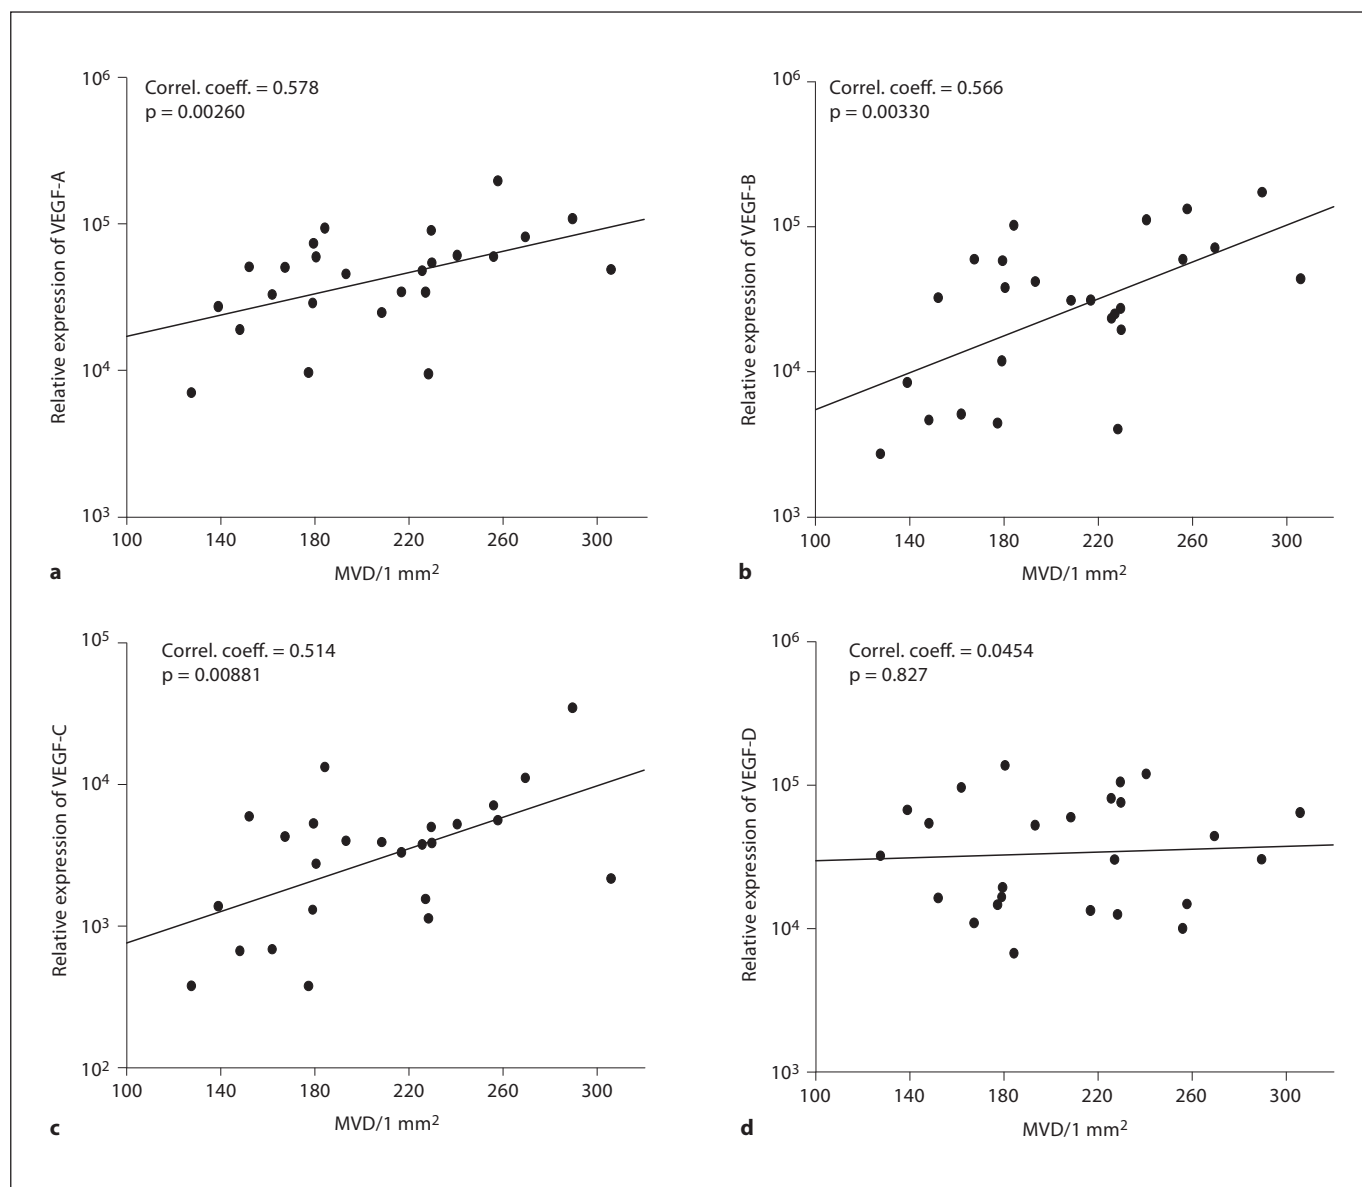 Correl. coeff. = 0.578
p = 0.00260
Relative expression of VEGF-A
10⁶
10⁵
10⁴
10³
100 140 180 220 260 300
MVD/1 mm²
a
Correl. coeff. = 0.566
p = 0.00330
Relative expression of VEGF-B
10⁶
10⁵
10⁴
10³
100 140 180 220 260 300
MVD/1 mm²
b
Correl. coeff. = 0.514
p = 0.00881
Relative expression of VEGF-C
10⁵
10⁴
10³
10²
100 140 180 220 260 300
MVD/1 mm²
c
Correl. coeff. = 0.0454
p = 0.827
Relative expression of VEGF-D
10⁶
10⁵
10⁴
10³
100 140 180 220 260 300
MVD/1 mm²
d